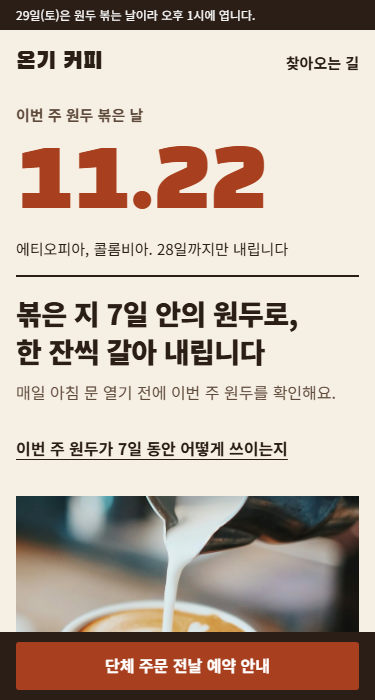 29일(토)은 원두 볶는 날이라 오후 1시에 엽니다.
온기 커피
찾아오는 길
이번 주 원두 볶은 날
11.22
에티오피아, 콜롬비아. 28일까지만 내립니다
볶은 지 7일 안의 원두로,
한 잔씩 갈아 내립니다
매일 아침 문 열기 전에 이번 주 원두를 확인해요.
이번 주 원두가 7일 동안 어떻게 쓰이는지
단체 주문 전날 예약 안내